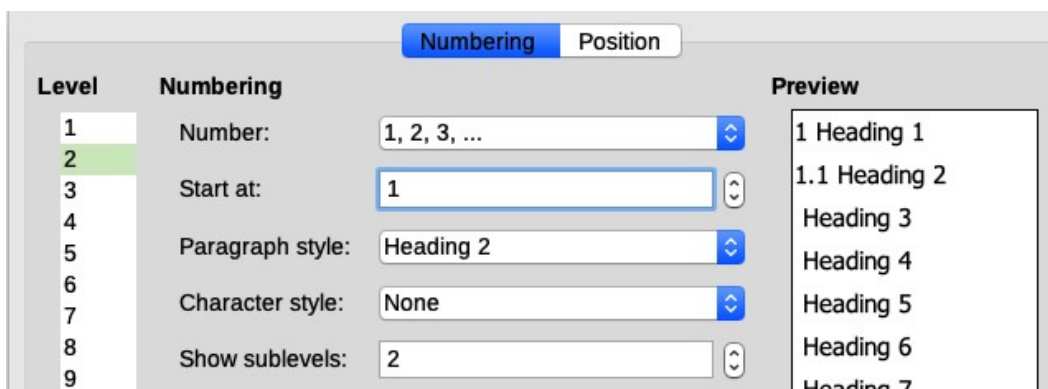 Numbering Position
Level
1
2
3
4
5
6
7
8
9
Numbering
Number: 1, 2, 3, ...
Start at: 1
Paragraph style: Heading 2
Character style: None
Show sublevels: 2
Preview
1 Heading 1
1.1 Heading 2
Heading 3
Heading 4
Heading 5
Heading 6
Heading 7